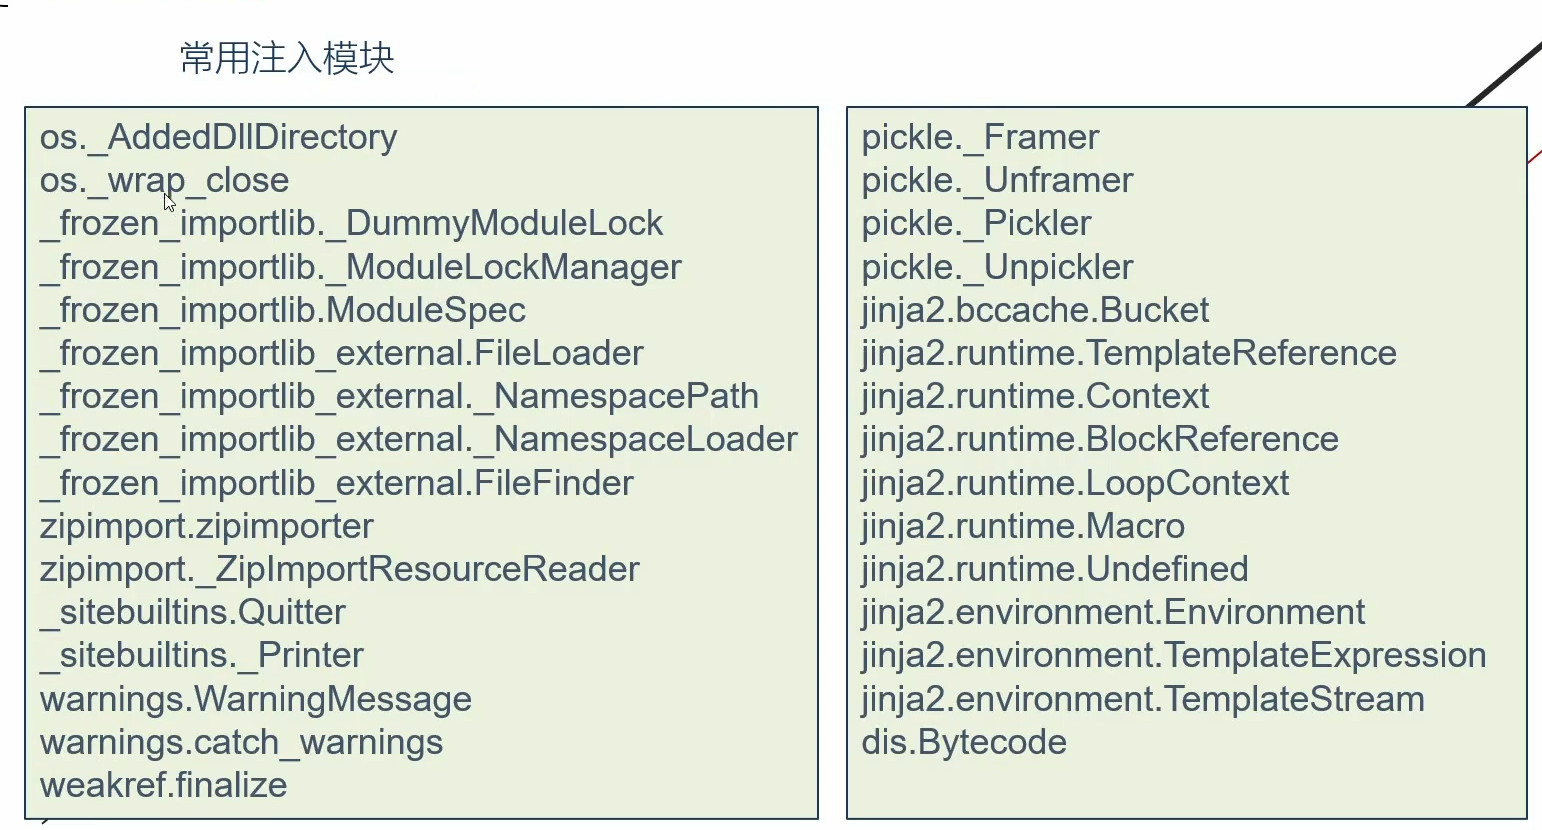 常用注入模块
os._AddedDllDirectory
os._wrap_close
_frozen_importlib._DummyModuleLock
_frozen_importlib._ModuleLockManager
_frozen_importlib.ModuleSpec
_frozen_importlib_external.FileLoader
_frozen_importlib_external._NamespacePath
_frozen_importlib_external._NamespaceLoader
_frozen_importlib_external.FileFinder
zipimport.zipimporter
zipimport._ZipImportResourceReader
_sitebuiltins.Quitter
_sitebuiltins._Printer
warnings.WarningMessage
warnings.catch_warnings
weakref.finalize
pickle._Framer
pickle._Unframer
pickle._Pickler
pickle._Unpickler
jinja2.bccache.Bucket
jinja2.runtime.TemplateReference
jinja2.runtime.Context
jinja2.runtime.BlockReference
jinja2.runtime.LoopContext
jinja2.runtime.Macro
jinja2.runtime.Undefined
jinja2.environment.Environment
jinja2.environment.TemplateExpression
jinja2.environment.TemplateStream
dis.Bytecode